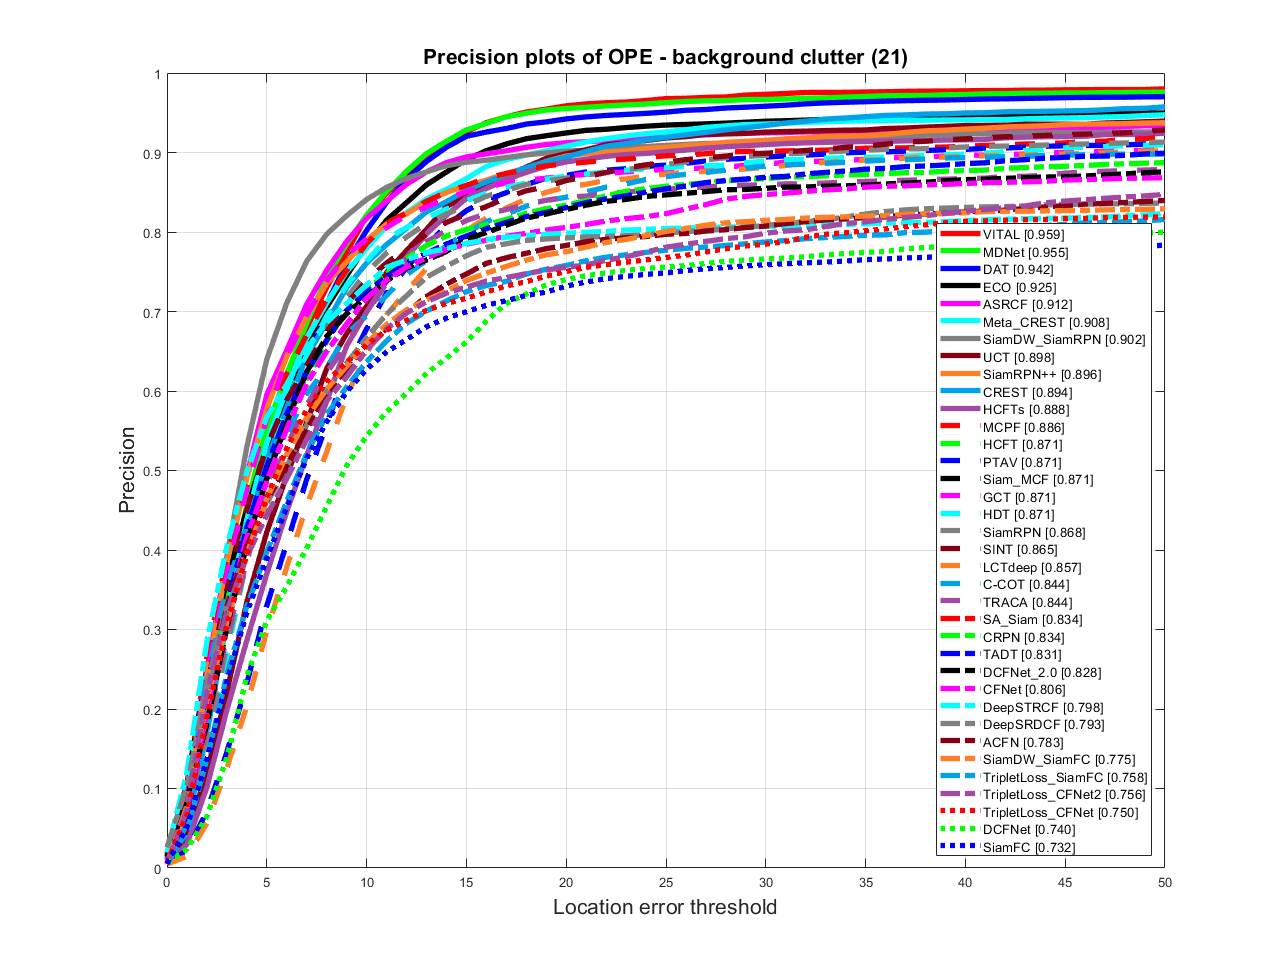 Precision plots of OPE - background clutter (21)
1
0.9
0.8
0.7
0.6
0.5
0.4
0.3
0.2
0.1
0
Precision
0 5 10 15 20 25 30 35 40 45 50
Location error threshold
VITAL [0.959]
MDNet [0.955]
DAT [0.942]
ECO [0.925]
ASRCF [0.912]
Meta_CREST [0.908]
SiamDW_SiamRPN [0.902]
UCT [0.898]
SiamRPN++ [0.896]
CREST [0.894]
HCFTs [0.888]
MCPF [0.886]
HCFT [0.871]
PTAV [0.871]
Siam_MCF [0.871]
GCT [0.871]
HDT [0.871]
SiamRPN [0.868]
SINT [0.865]
LCTdeep [0.857]
C-COT [0.844]
TRACA [0.844]
SA_Siam [0.834]
CRPN [0.834]
TADT [0.831]
DCFNet_2.0 [0.828]
CFNet [0.806]
DeepSTRCF [0.798]
DeepSRDCF [0.793]
ACFN [0.783]
SiamDW_SiamFC [0.775]
TripletLoss_SiamFC [0.758]
TripletLoss_CFNet2 [0.756]
TripletLoss_CFNet [0.750]
DCFNet [0.740]
SiamFC [0.732]